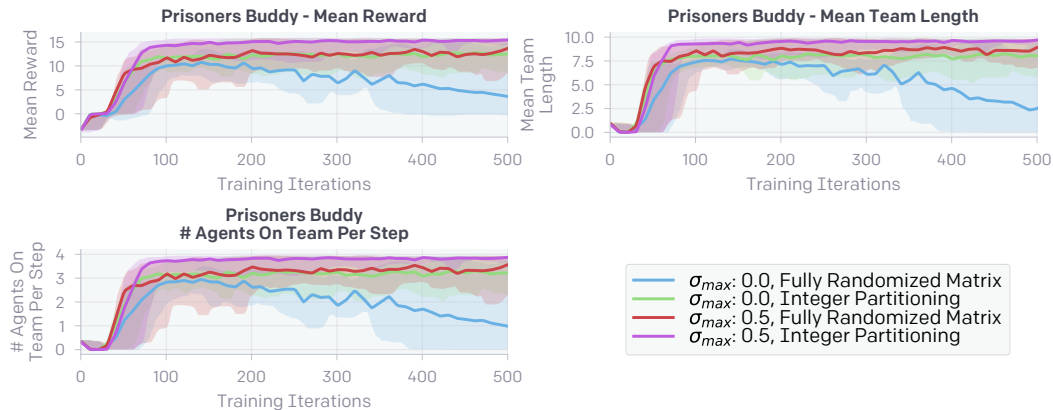 Prisoners Buddy - Mean Reward
Mean Reward
15
10
5
0
0
100
200
300
400
500
Training Iterations
Prisoners Buddy - Mean Team Length
Mean Team
Length
10.0
7.5
5.0
2.5
0.0
0
100
200
300
400
500
Training Iterations
Prisoners Buddy
# Agents On Team Per Step
# Agents On
Team Per Step
4
3
2
1
0
0
100
200
300
400
500
Training Iterations
σmax: 0.0, Fully Randomized Matrix
σmax: 0.0, Integer Partitioning
σmax: 0.5, Fully Randomized Matrix
σmax: 0.5, Integer Partitioning